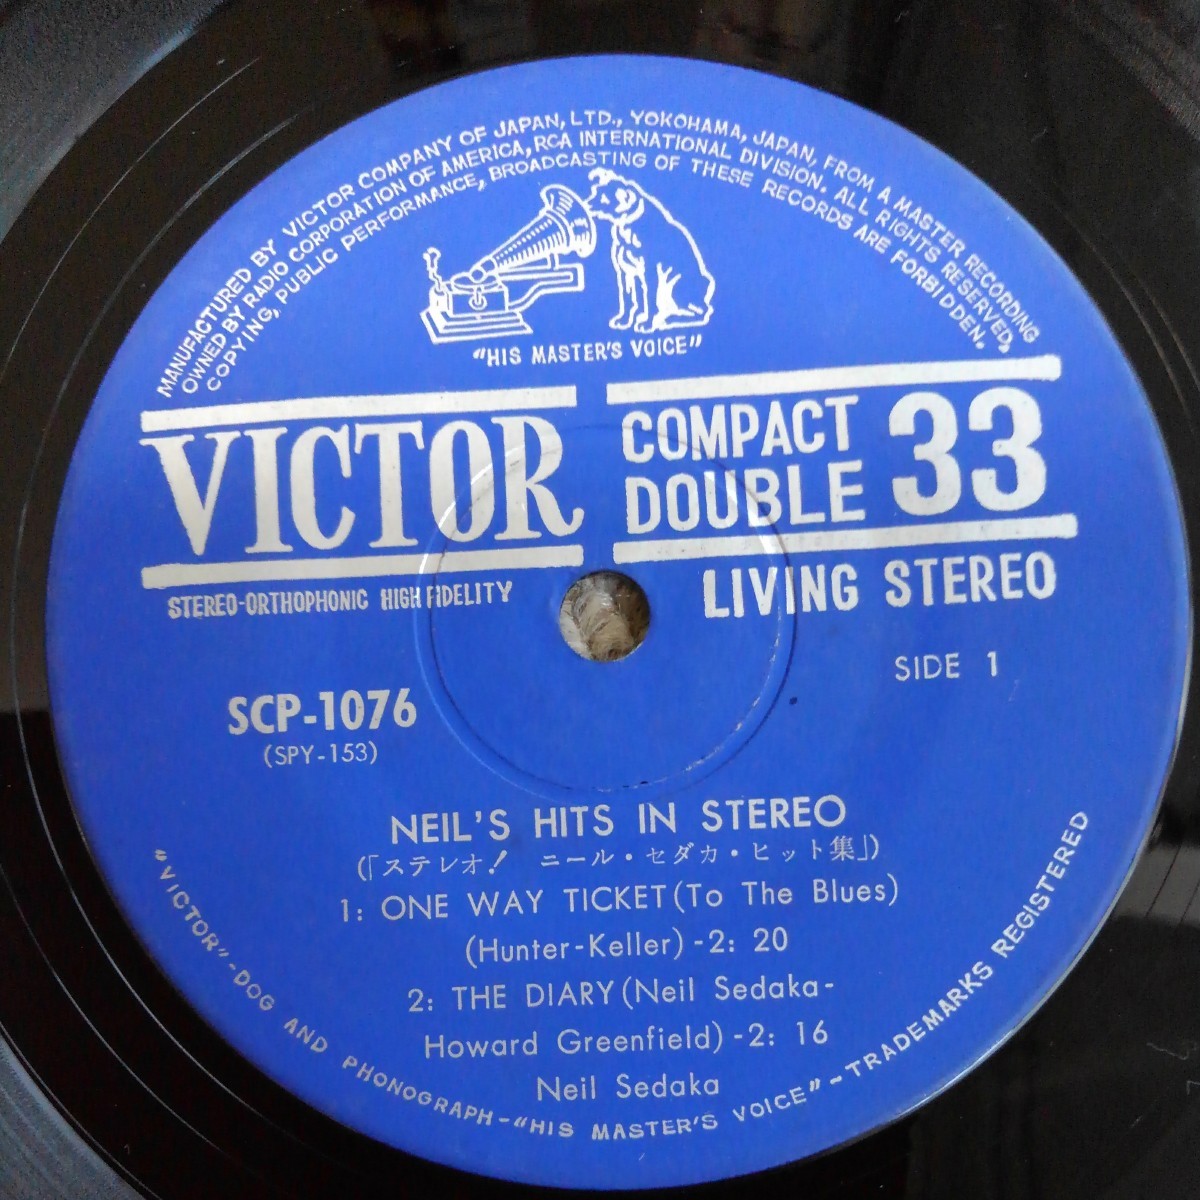 MANUFACTURED BY VICTOR COMPANY OF JAPAN, LTD., YOKOHAMA, JAPAN, FROM A MASTER RECORDING
OWNED BY RADIO CORPORATION OF AMERICA, RCA INTERNATIONAL DIVISION. ALL RIGHTS RESERVED,
COPYING, PUBLIC PERFORMANCE, BROADCASTING OF THESE RECORDS ARE FORBIDDEN.
"HIS MASTER'S VOICE"
VICTOR
COMPACT
DOUBLE 33
STEREO-ORTHOPHONIC HIGH FIDELITY
LIVING STEREO
SIDE 1
SCP-1076
(SPY-153)
NEIL'S HITS IN STEREO
(「ステレオ! ニール・セダカ・ヒット集」)
1: ONE WAY TICKET (To The Blues)
(Hunter-Keller) -2: 20
2: THE DIARY (Neil Sedaka-
Howard Greenfield) -2: 16
Neil Sedaka
"VICTOR"-DOG AND PHONOGRAPH-"HIS MASTER'S VOICE"-TRADEMARKS REGISTERED